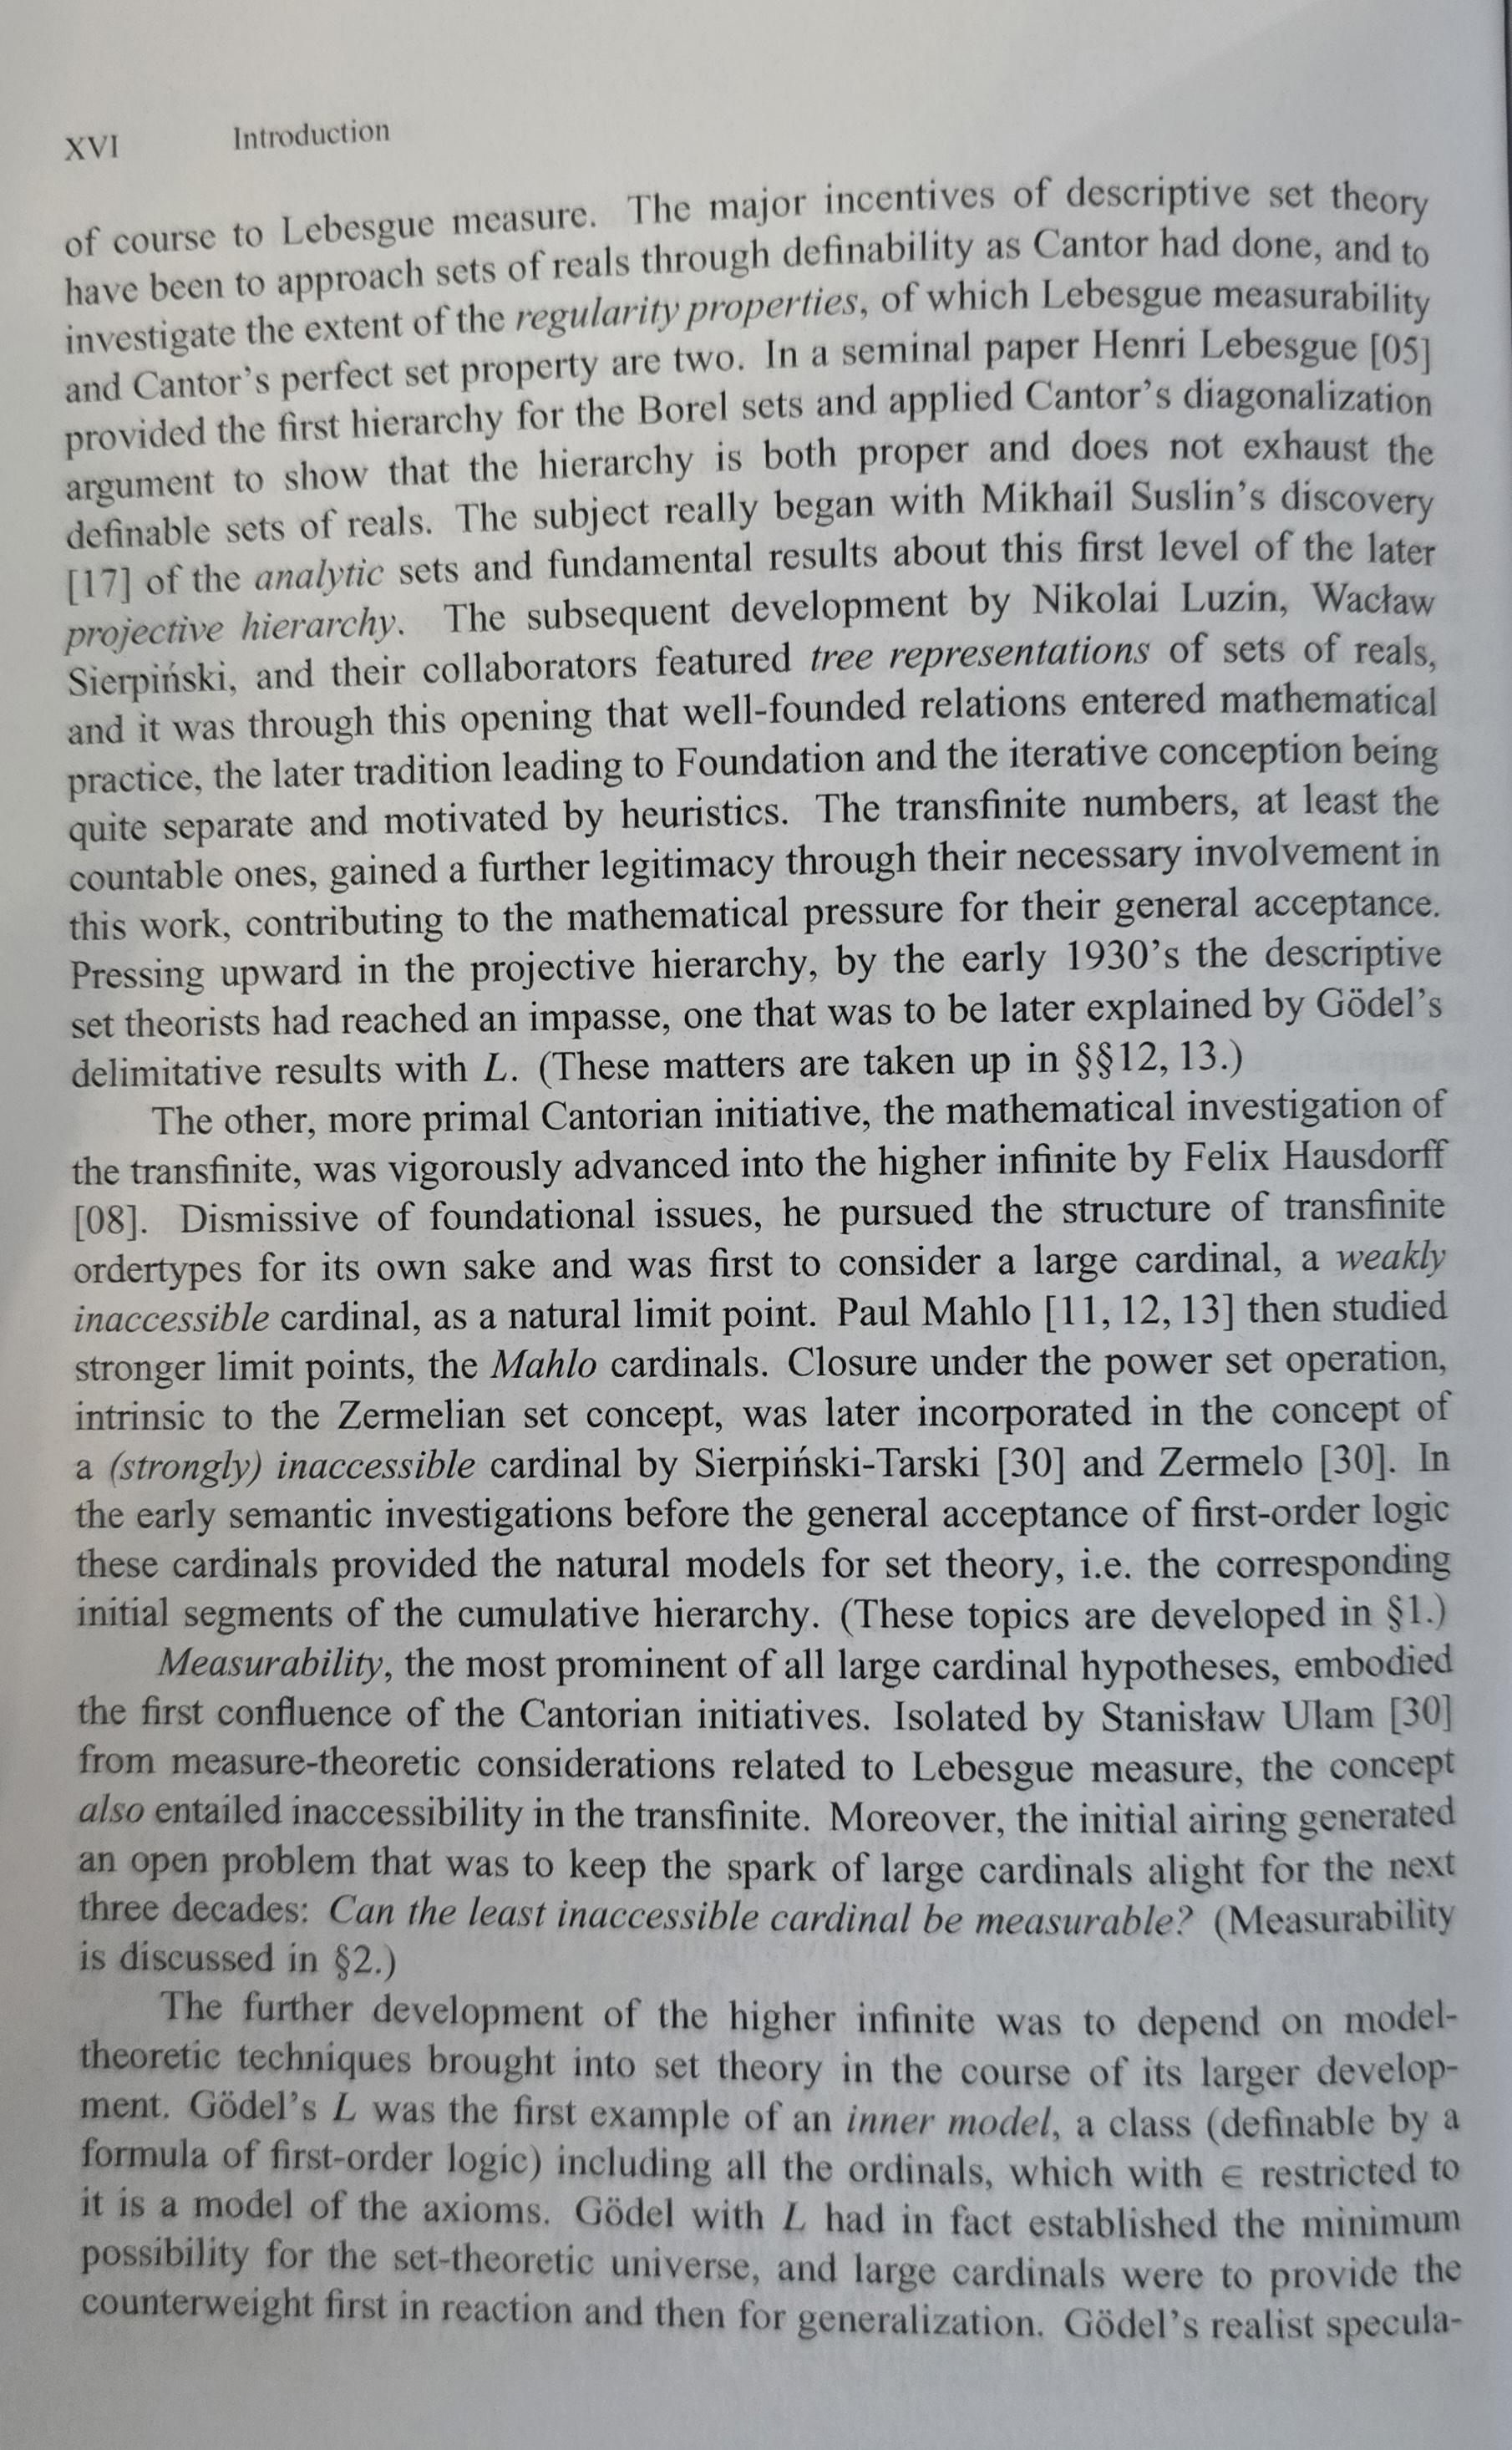 XVI Introduction
of course to Lebesgue measure. The major incentives of descriptive set theory
have been to approach sets of reals through definability as Cantor had done, and to
investigate the extent of the regularity properties, of which Lebesgue measurability
and Cantor's perfect set property are two. In a seminal paper Henri Lebesgue [05]
provided the first hierarchy for the Borel sets and applied Cantor's diagonalization
argument to show that the hierarchy is both proper and does not exhaust the
definable sets of reals. The subject really began with Mikhail Suslin's discovery
[17] of the analytic sets and fundamental results about this first level of the later
projective hierarchy. The subsequent development by Nikolai Luzin, Wacław
Sierpiński, and their collaborators featured tree representations of sets of reals,
and it was through this opening that well-founded relations entered mathematical
practice, the later tradition leading to Foundation and the iterative conception being
quite separate and motivated by heuristics. The transfinite numbers, at least the
countable ones, gained a further legitimacy through their necessary involvement in
this work, contributing to the mathematical pressure for their general acceptance.
Pressing upward in the projective hierarchy, by the early 1930's the descriptive
set theorists had reached an impasse, one that was to be later explained by Gödel's
delimitative results with L. (These matters are taken up in §§12, 13.)
The other, more primal Cantorian initiative, the mathematical investigation of
the transfinite, was vigorously advanced into the higher infinite by Felix Hausdorff
[08]. Dismissive of foundational issues, he pursued the structure of transfinite
ordertypes for its own sake and was first to consider a large cardinal, a weakly
inaccessible cardinal, as a natural limit point. Paul Mahlo [11, 12, 13] then studied
stronger limit points, the Mahlo cardinals. Closure under the power set operation,
intrinsic to the Zermelian set concept, was later incorporated in the concept of
a (strongly) inaccessible cardinal by Sierpiński-Tarski [30] and Zermelo [30]. In
the early semantic investigations before the general acceptance of first-order logic
these cardinals provided the natural models for set theory, i.e. the corresponding
initial segments of the cumulative hierarchy. (These topics are developed in §1.)
Measurability, the most prominent of all large cardinal hypotheses, embodied
the first confluence of the Cantorian initiatives. Isolated by Stanisław Ulam [30]
from measure-theoretic considerations related to Lebesgue measure, the concept
also entailed inaccessibility in the transfinite. Moreover, the initial airing generated
an open problem that was to keep the spark of large cardinals alight for the next
three decades: Can the least inaccessible cardinal be measurable? (Measurability
is discussed in §2.)
The further development of the higher infinite was to depend on model-
theoretic techniques brought into set theory in the course of its larger develop-
ment. Gödel's L was the first example of an inner model, a class (definable by a
formula of first-order logic) including all the ordinals, which with ∈ restricted to
it is a model of the axioms. Gödel with L had in fact established the minimum
possibility for the set-theoretic universe, and large cardinals were to provide the
counterweight first in reaction and then for generalization. Gödel's realist specula-